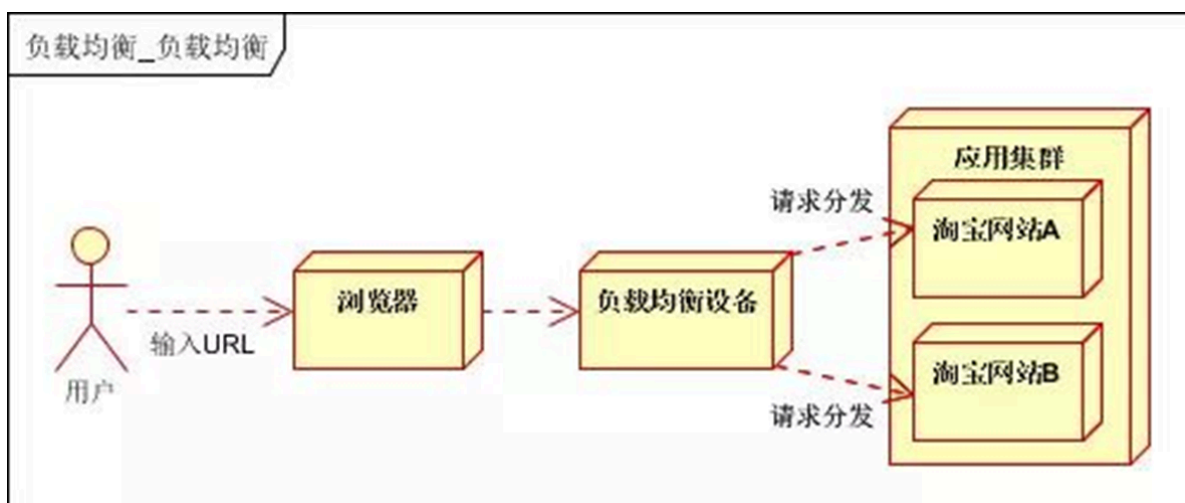 负载均衡_负载均衡
应用集群
请求分发
淘宝网站A
浏览器
负载均衡设备
输入URL
用户
淘宝网站B
请求分发